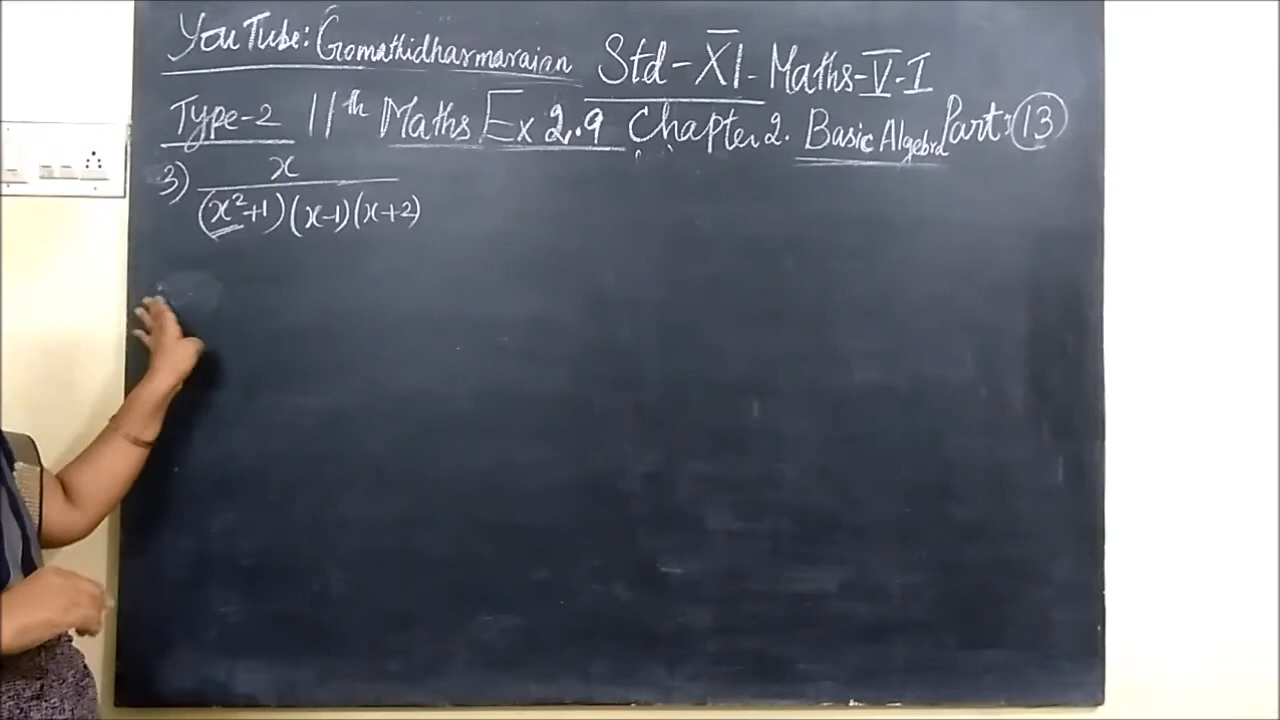 YouTube: Gomathidharmarajan Std-XI-Maths-V-I
Type-2 11th Maths Ex 2.9 Chapter 2. Basic Algebra Part: 13
3) x
(x²+1)(x-1)(x+2)